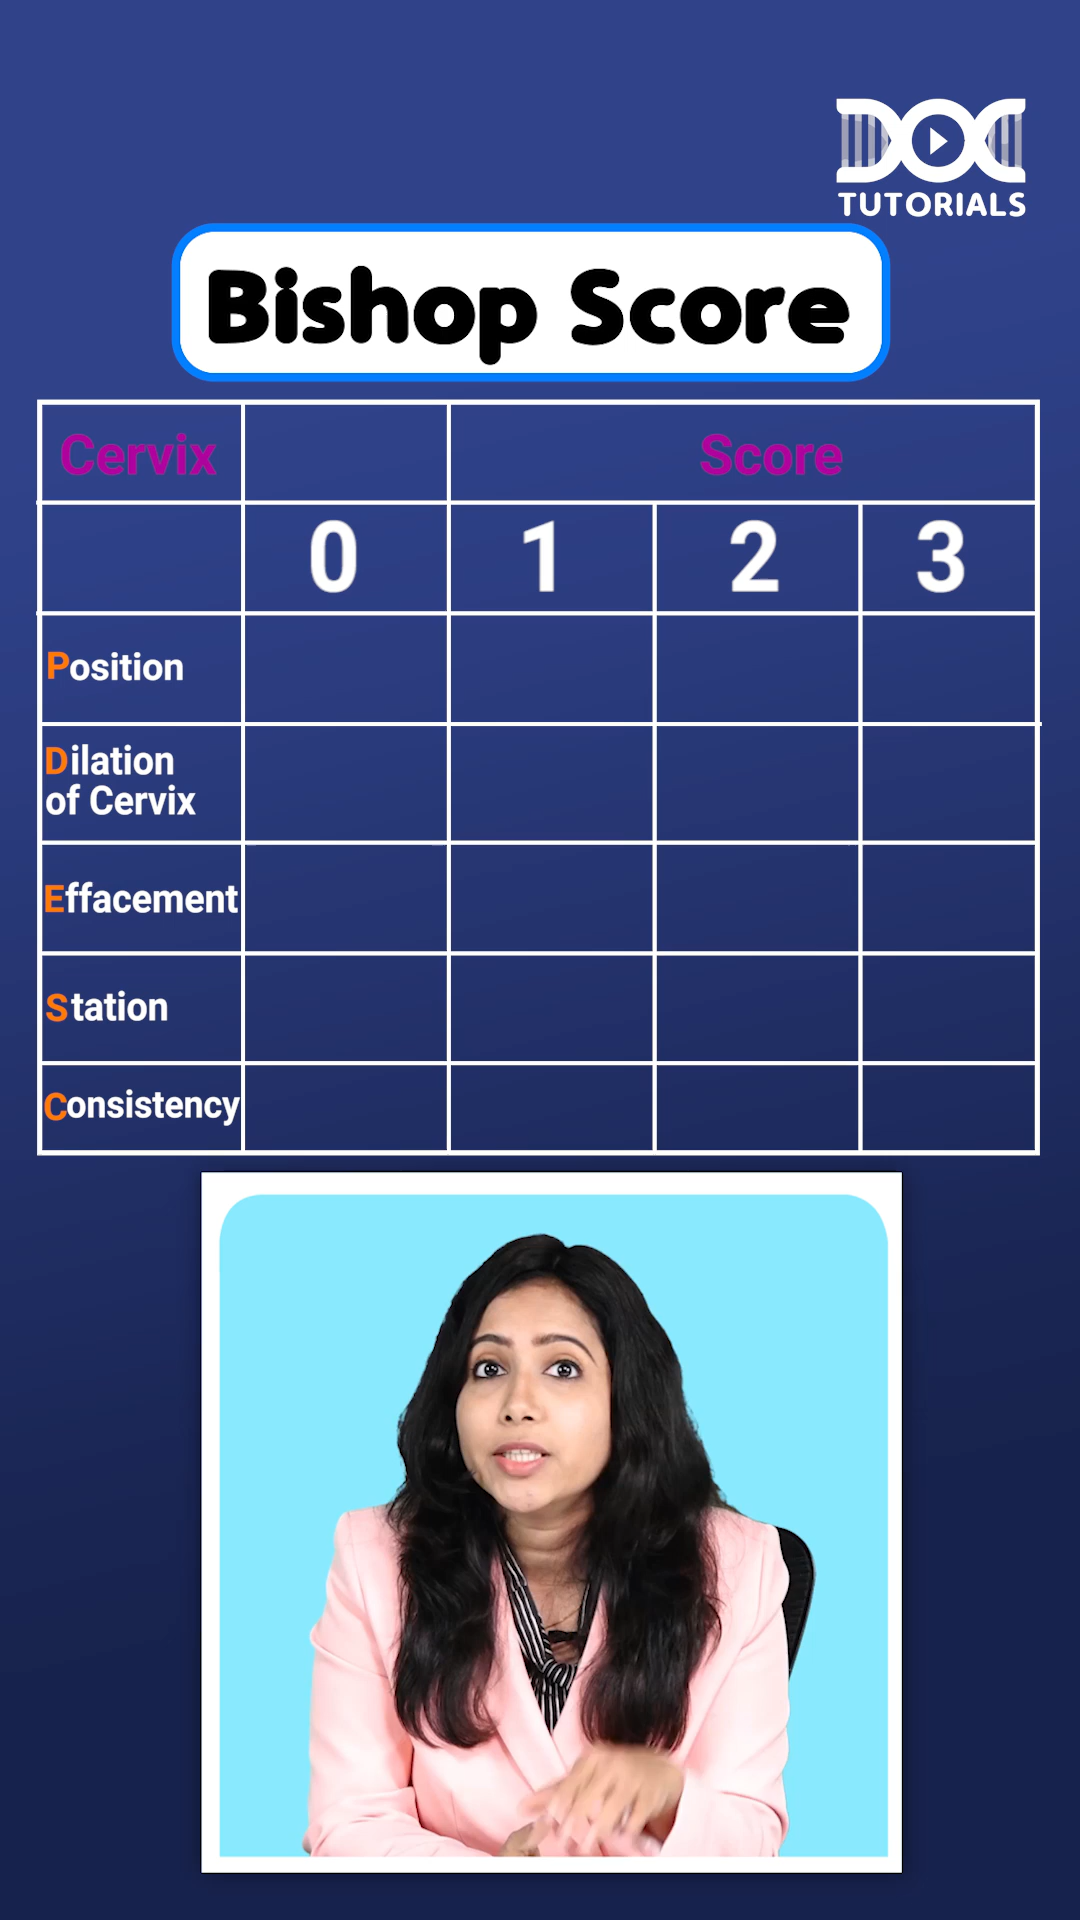 DOC
TUTORIALS
Bishop Score
Cervix Score
0 1 2 3
Position
Dilation
of Cervix
Effacement
Station
Consistency